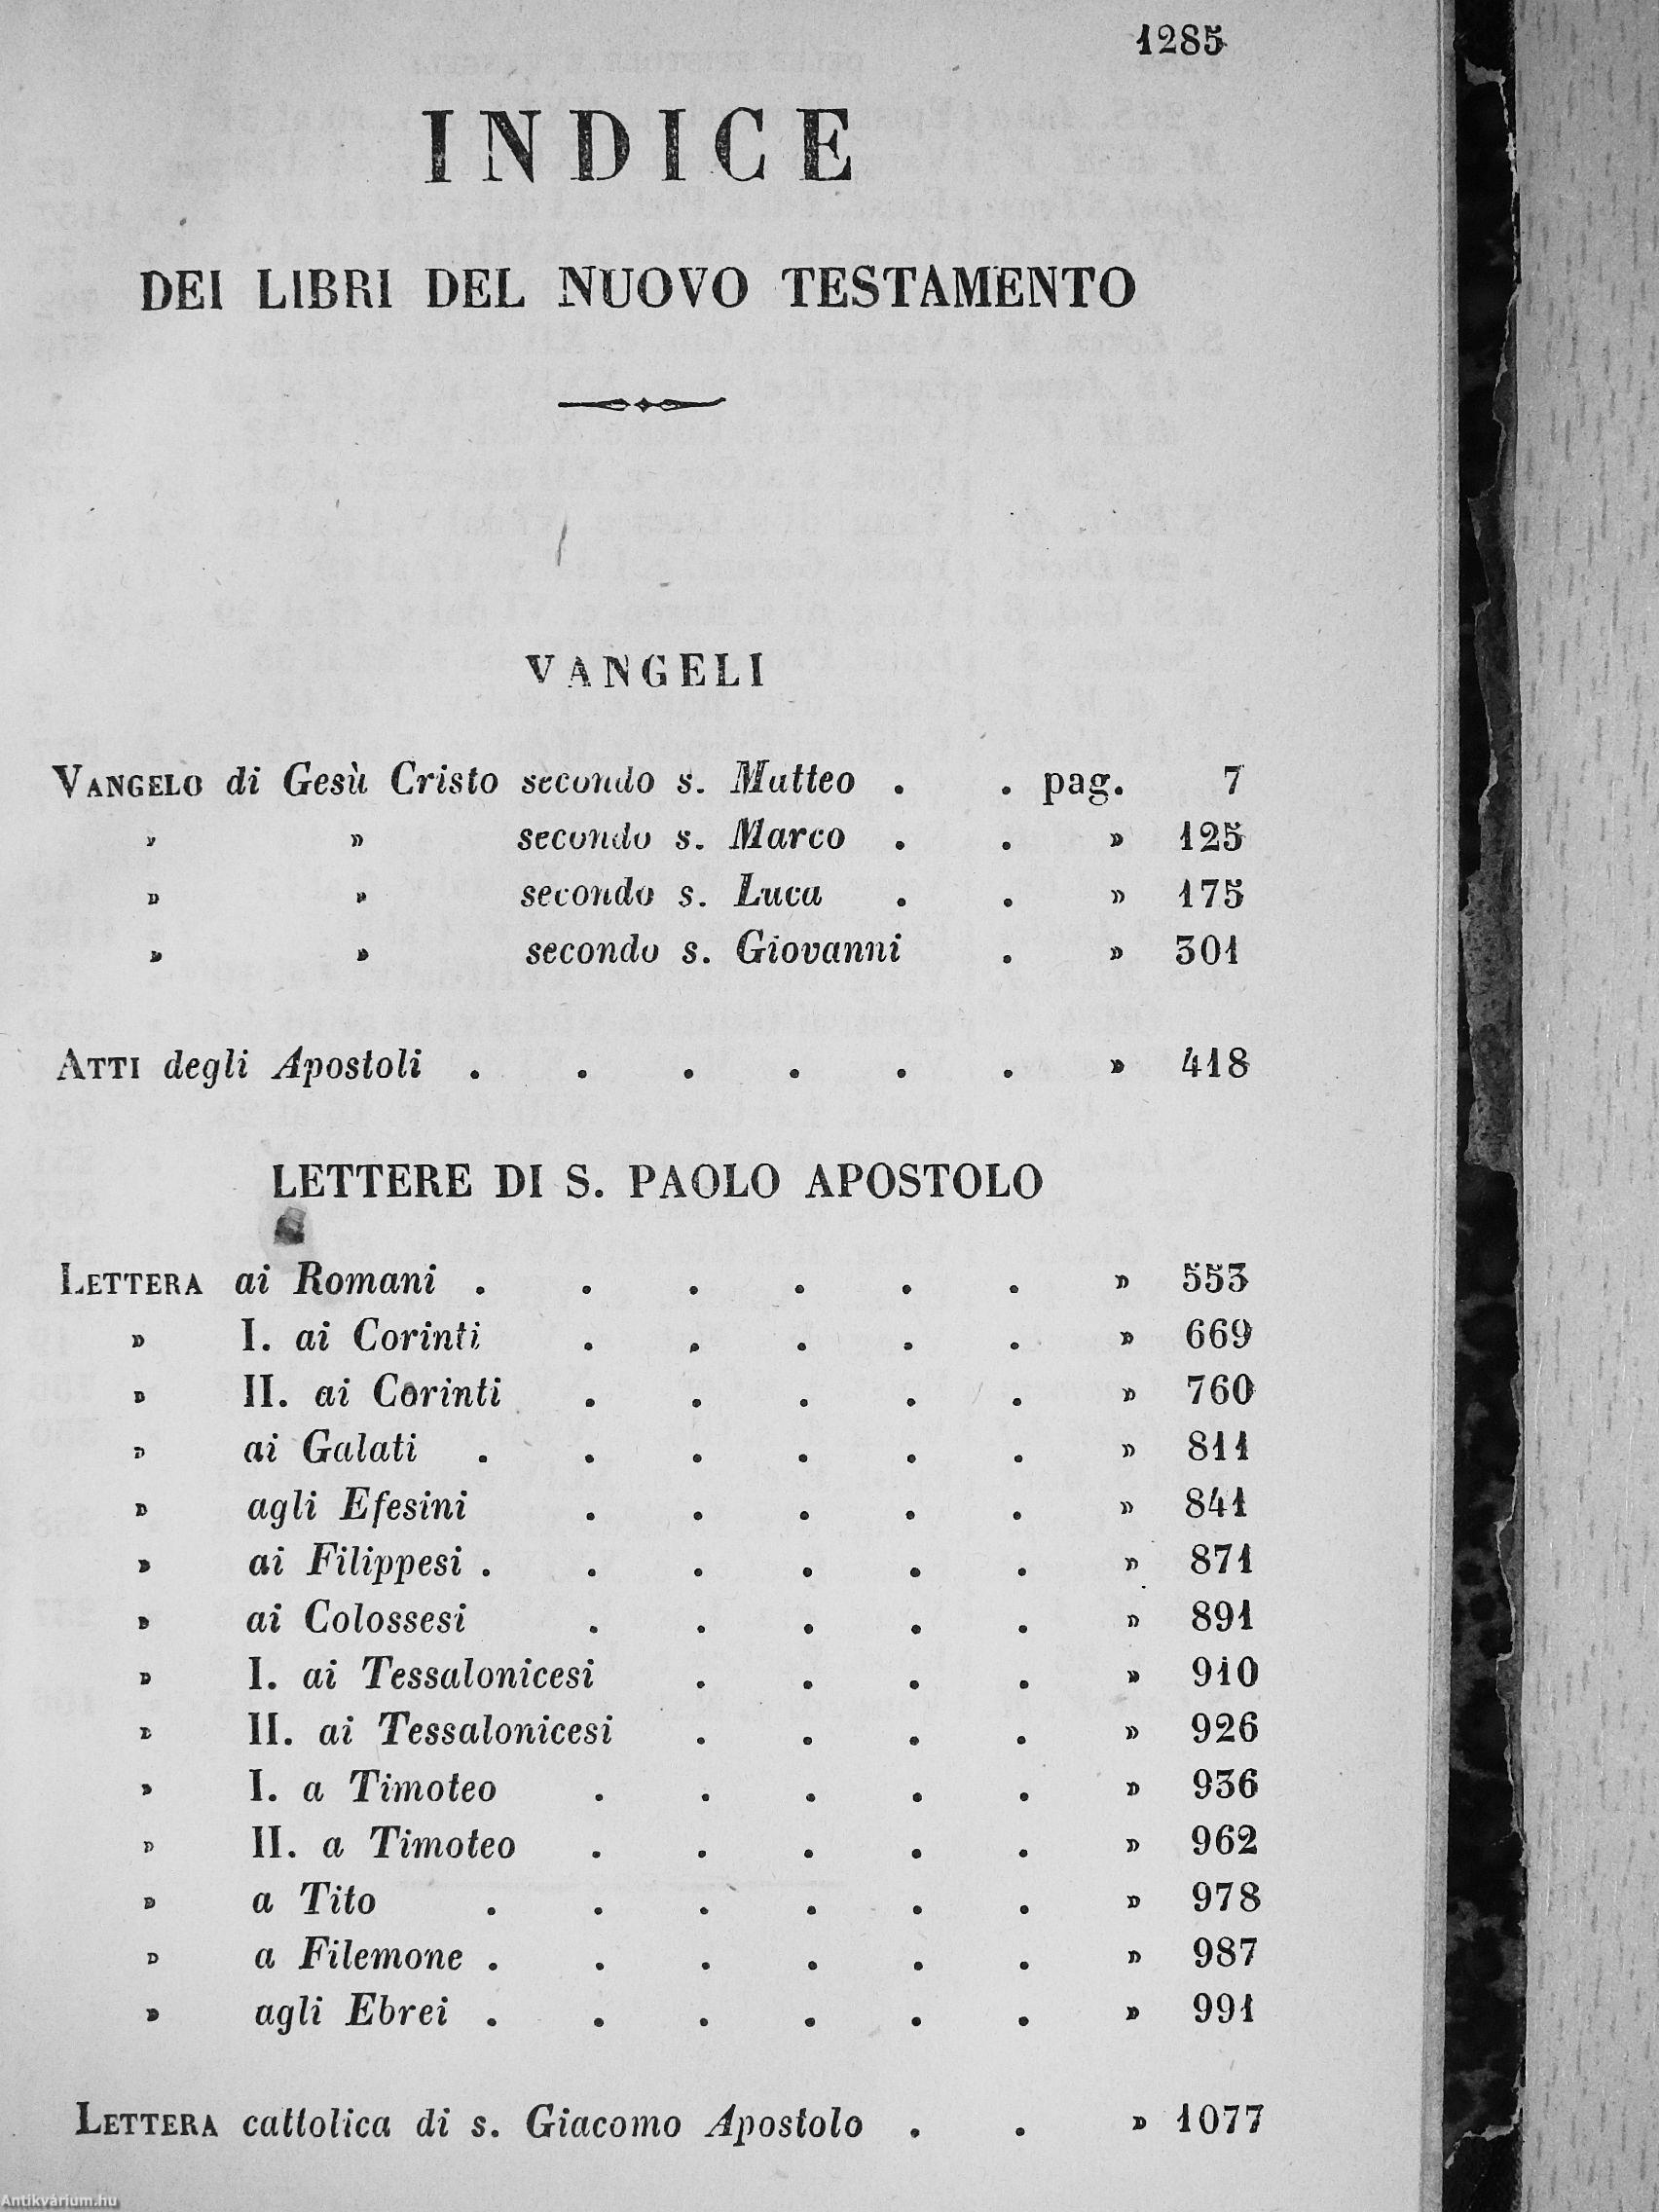 1285
INDICE
DEI LIBRI DEL NUOVO TESTAMENTO
VANGELI
VANGELO di Gesù Cristo secondo s. Matteo . . pag. 7
» » secondo s. Marco . . » 125
» » secondo s. Luca . . » 175
» » secondo s. Giovanni . » 301
ATTI degli Apostoli . . . . . . » 418
LETTERE DI S. PAOLO APOSTOLO
LETTERA ai Romani . . . . . . » 553
» I. ai Corinti . . . . . » 669
» II. ai Corinti . . . . . » 760
» ai Galati . . . . . . » 811
» agli Efesini . . . . . » 841
» ai Filippesi . . . . . . » 871
» ai Colossesi . . . . . » 891
» I. ai Tessalonicesi . . . . » 910
» II. ai Tessalonicesi . . . . » 926
» I. a Timoteo . . . . . » 936
» II. a Timoteo . . . . . » 962
» a Tito . . . . . . » 978
» a Filemone . . . . . . » 987
» agli Ebrei . . . . . . » 991
LETTERA cattolica di s. Giacomo Apostolo . . » 1077
Antikvárium.hu